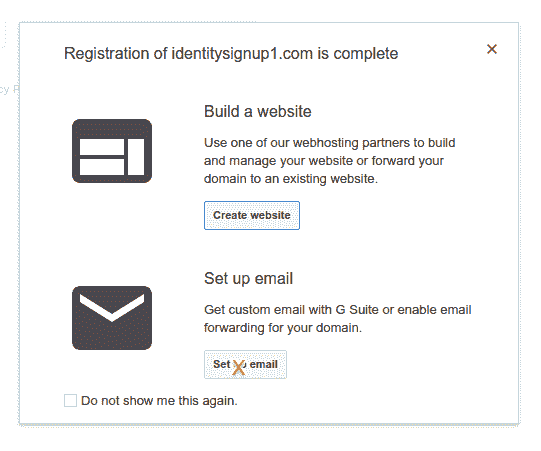 Registration of identitysignup1.com is complete
Build a website
Use one of our webhosting partners to build
and manage your website or forward your
domain to an existing website.
Create website
Set up email
Get custom email with G Suite or enable email
forwarding for your domain.
Set up email
Do not show me this again.